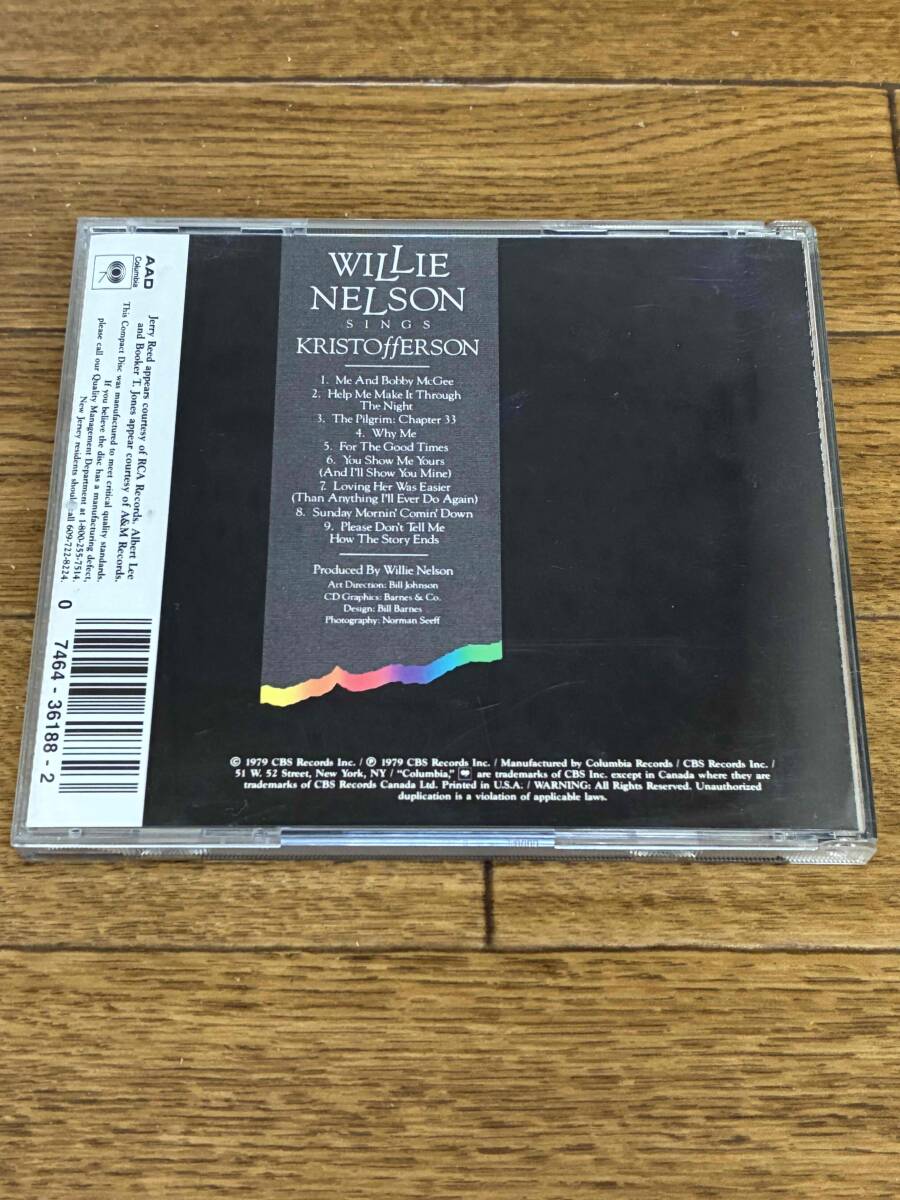 WILLIE
NELSON
SINGS
KRISTOFFERSON
1. Me And Bobby McGee
2. Help Me Make It Through
The Night
3. The Pilgrim: Chapter 33
4. Why Me
5. For The Good Times
6. You Show Me Yours
(And I'll Show You Mine)
7. Loving Her Was Easier
(Than Anything I'll Ever Do Again)
8. Sunday Mornin' Comin' Down
9. Please Don't Tell Me
How The Story Ends
Produced By Willie Nelson
Art Direction: Bill Johnson
CD Graphics: Barnes & Co.
Design: Bill Barnes
Photography: Norman Seeff
© 1979 CBS Records Inc. / ℗ 1979 CBS Records Inc. / Manufactured by Columbia Records / CBS Records Inc. /
51 W. 52 Street, New York, NY / "Columbia," are trademarks of CBS Inc. except in Canada where they are
trademarks of CBS Records Canada Ltd. Printed in U.S.A. / WARNING: All Rights Reserved. Unauthorized
duplication is a violation of applicable laws.
AAD
Columbia
Jerry Reed appears courtesy of RCA Records. Albert Lee
and Booker T. Jones appear courtesy of A&M Records.
This Compact Disc was manufactured to meet critical quality standards.
If you believe the disc has a manufacturing defect,
please call our Quality Management Department at 1-800-255-7514.
New Jersey residents should call 609-722-8224.
0 7464-36188-2